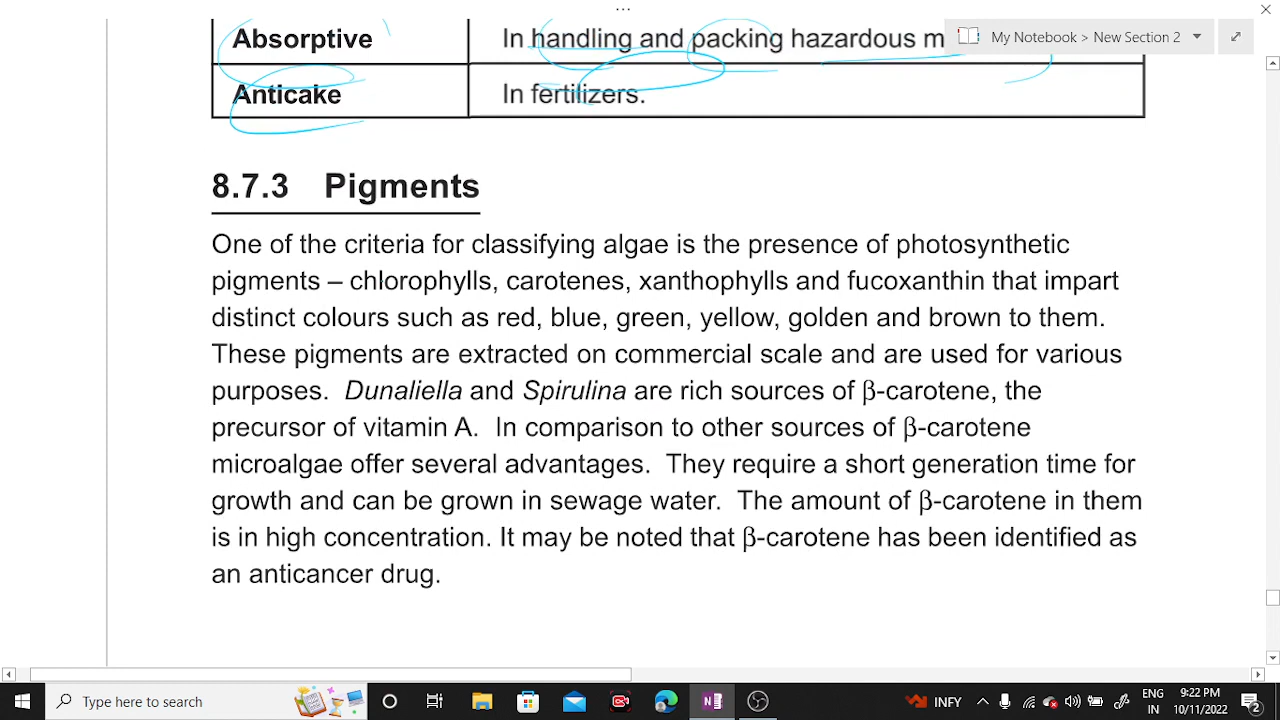 ...
Absorptive In handling and packing hazardous m
My Notebook > New Section 2
Anticake In fertilizers.
8.7.3 Pigments
One of the criteria for classifying algae is the presence of photosynthetic
pigments – chlorophylls, carotenes, xanthophylls and fucoxanthin that impart
distinct colours such as red, blue, green, yellow, golden and brown to them.
These pigments are extracted on commercial scale and are used for various
purposes. Dunaliella and Spirulina are rich sources of β-carotene, the
precursor of vitamin A. In comparison to other sources of β-carotene
microalgae offer several advantages. They require a short generation time for
growth and can be grown in sewage water. The amount of β-carotene in them
is in high concentration. It may be noted that β-carotene has been identified as
an anticancer drug.
Type here to search
INFY
ENG
IN
9:22 PM
10/11/2022
2